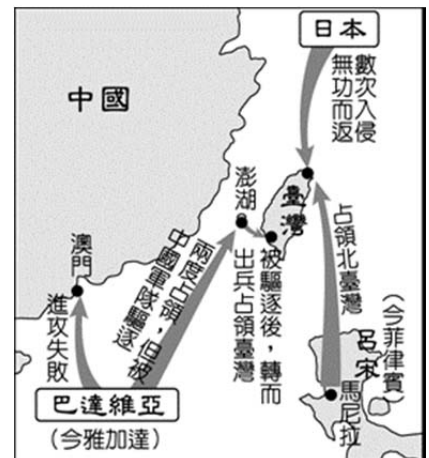 日本
數次入侵
無功而返
中國
澎湖
臺灣
澳門
進攻失敗
兩度占領,但被
中國軍隊驅逐
被驅逐後,轉而
出兵占領臺灣
占領北臺灣
呂宋
(今菲律賓)
馬尼拉
巴達維亞
(今雅加達)